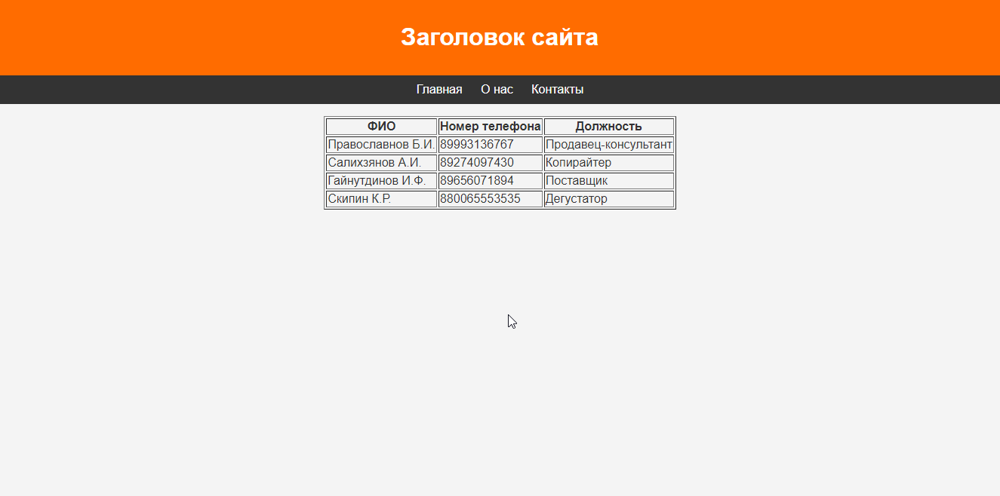 Заголовок сайта
Главная О нас Контакты
ФИО Номер телефона Должность
Православнов Б.И. 89993136767 Продавец-консультант
Салихзянов А.И. 89274097430 Копирайтер
Гайнутдинов И.Ф. 89656071894 Поставщик
Скипин К.Р. 880065553535 Дегустатор